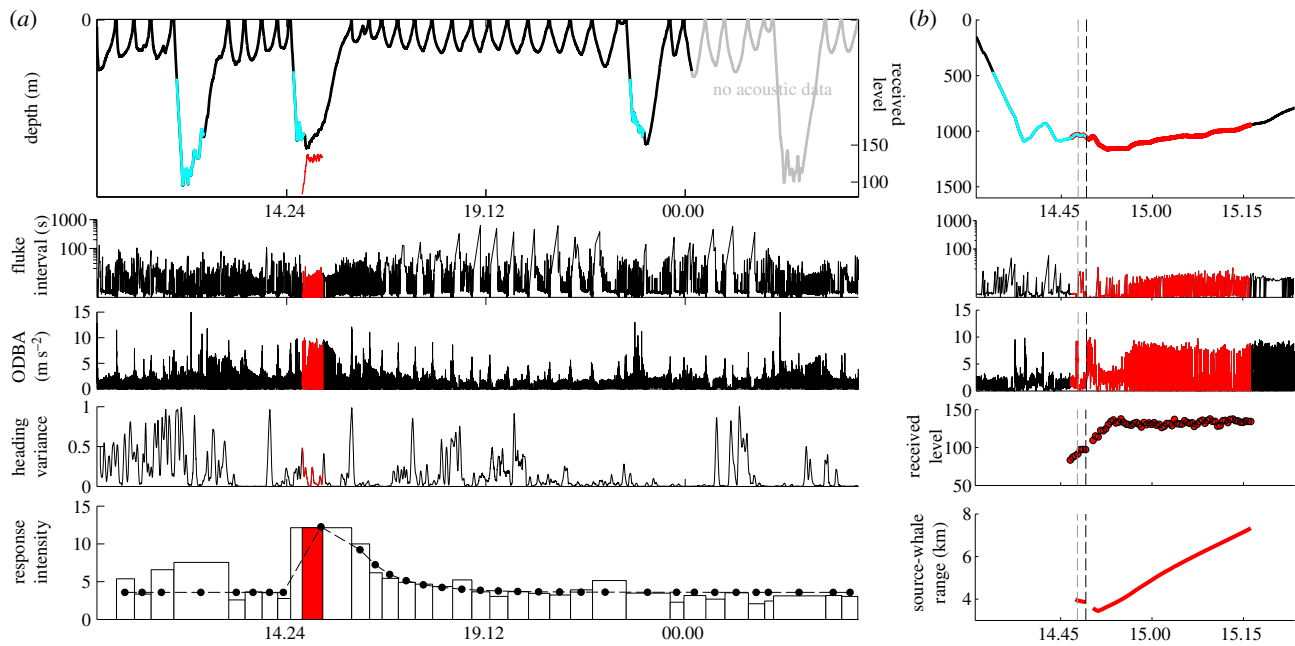 (a)
0
depth (m)
no acoustic data
received
level
150
100
14.24
19.12
00.00
1000
100
fluke
interval (s)
15
10
5
0
ODBA
(m s−2)
1
0.5
0
heading
variance
15
10
5
0
response
intensity
14.24
19.12
00.00
(b)
0
500
1000
1500
14.45
15.00
15.15
1000
100
15
10
5
0
150
100
50
received
level
8
6
4
source-whale
range (km)
14.45
15.00
15.15